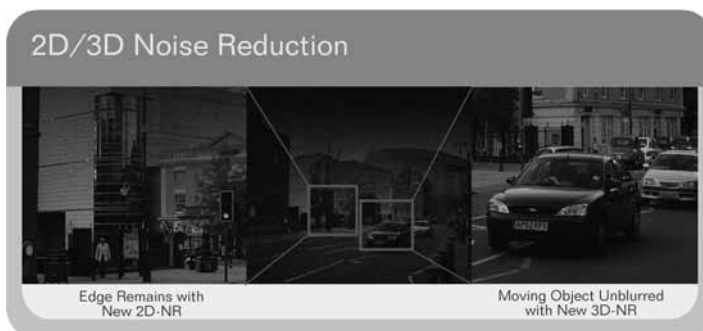 2D/3D Noise Reduction
Edge Remains with
New 2D-NR
Moving Object Unblurred
with New 3D-NR